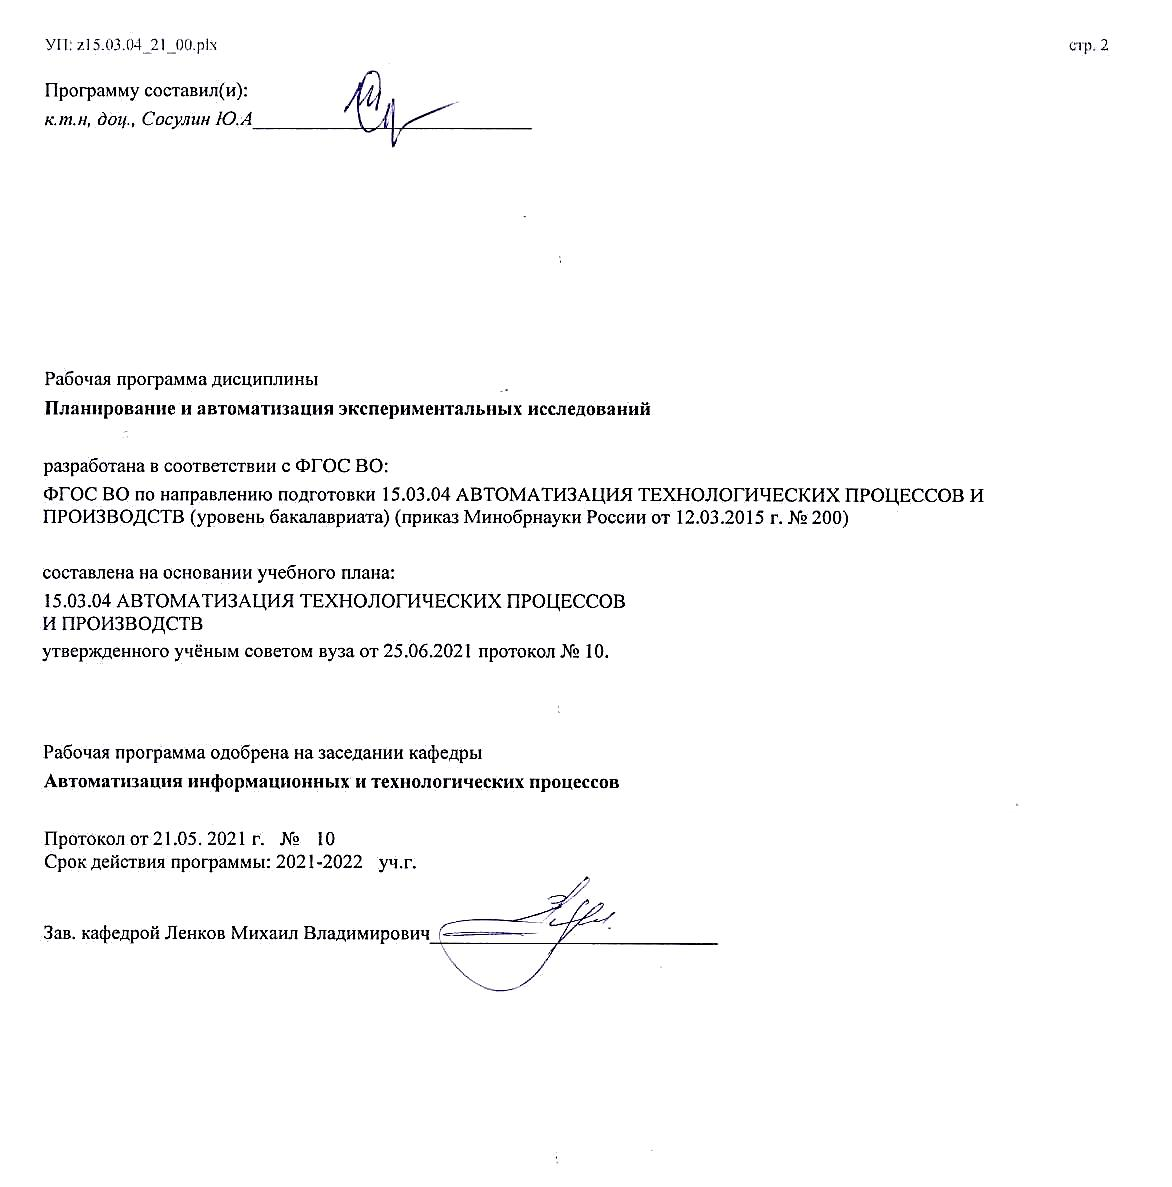 УП: z15.03.04_21_00.plx
стр. 2
Программу составил(и):
к.т.н, доц., Сосулин Ю.А
Рабочая программа дисциплины
Планирование и автоматизация экспериментальных исследований
разработана в соответствии с ФГОС ВО:
ФГОС ВО по направлению подготовки 15.03.04 АВТОМАТИЗАЦИЯ ТЕХНОЛОГИЧЕСКИХ ПРОЦЕССОВ И
ПРОИЗВОДСТВ (уровень бакалавриата) (приказ Минобрнауки России от 12.03.2015 г. № 200)
составлена на основании учебного плана:
15.03.04 АВТОМАТИЗАЦИЯ ТЕХНОЛОГИЧЕСКИХ ПРОЦЕССОВ
И ПРОИЗВОДСТВ
утвержденного учёным советом вуза от 25.06.2021 протокол № 10.
Рабочая программа одобрена на заседании кафедры
Автоматизация информационных и технологических процессов
Протокол от 21.05. 2021 г. № 10
Срок действия программы: 2021-2022 уч.г.
Зав. кафедрой Ленков Михаил Владимирович